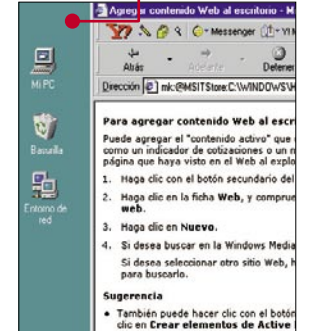 Agregar contenido Web al escritorio - M
Messenger
Atrás
Adelante
Detener
Dirección mk:@MSITStore:C:\WINDOWS\H
Mi PC
Basurilla
Entorno de
red
Para agregar contenido Web al escri
Puede agregar el "contenido activo" que
como un indicador de cotizaciones o un m
página que haya visto en el Web al explo
1. Haga clic con el botón secundario del
2. Haga clic en la ficha Web, y comprue
web.
3. Haga clic en Nuevo.
4. Si desea buscar en la Windows Media
Si desea seleccionar otro sitio Web, h
para buscarlo.
Sugerencia
• También puede hacer clic con el botón
clic en Crear elementos de Active